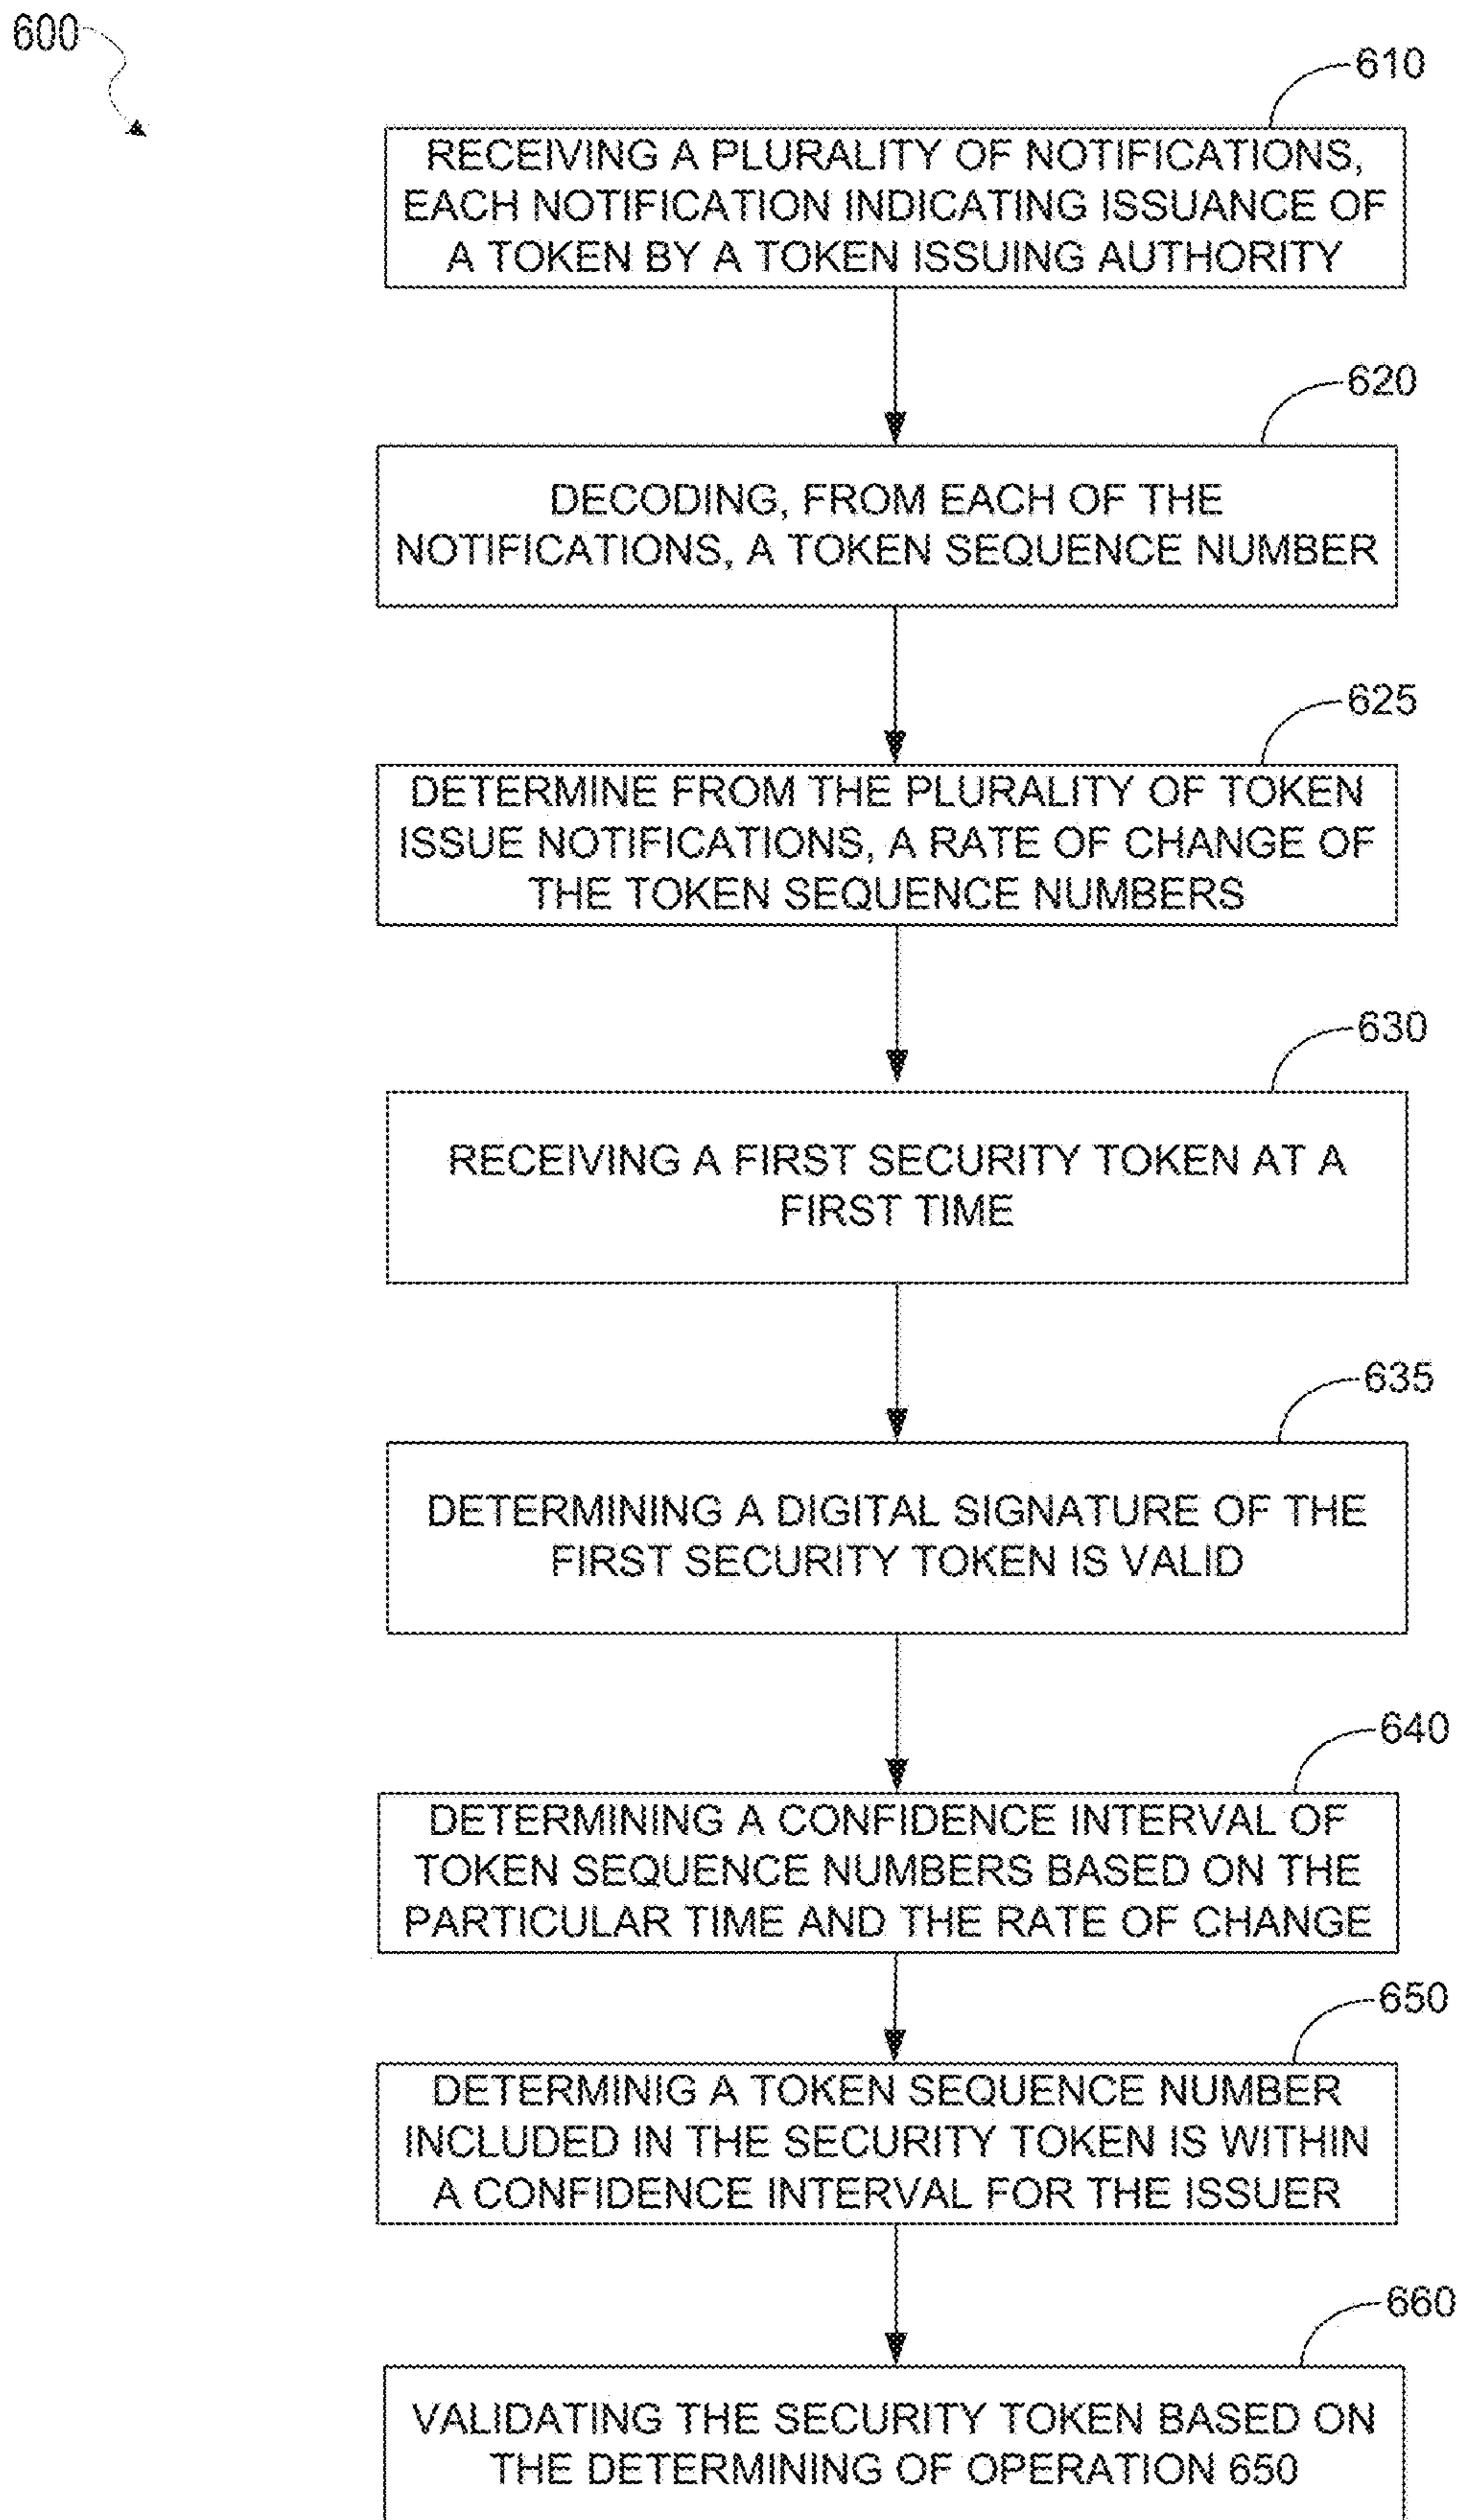 600
610
RECEIVING A PLURALITY OF NOTIFICATIONS,
EACH NOTIFICATION INDICATING ISSUANCE OF
A TOKEN BY A TOKEN ISSUING AUTHORITY
620
DECODING, FROM EACH OF THE
NOTIFICATIONS, A TOKEN SEQUENCE NUMBER
625
DETERMINE FROM THE PLURALITY OF TOKEN
ISSUE NOTIFICATIONS, A RATE OF CHANGE OF
THE TOKEN SEQUENCE NUMBERS
630
RECEIVING A FIRST SECURITY TOKEN AT A
FIRST TIME
635
DETERMINING A DIGITAL SIGNATURE OF THE
FIRST SECURITY TOKEN IS VALID
640
DETERMINING A CONFIDENCE INTERVAL OF
TOKEN SEQUENCE NUMBERS BASED ON THE
PARTICULAR TIME AND THE RATE OF CHANGE
650
DETERMINIG A TOKEN SEQUENCE NUMBER
INCLUDED IN THE SECURITY TOKEN IS WITHIN
A CONFIDENCE INTERVAL FOR THE ISSUER
660
VALIDATING THE SECURITY TOKEN BASED ON
THE DETERMINING OF OPERATION 650